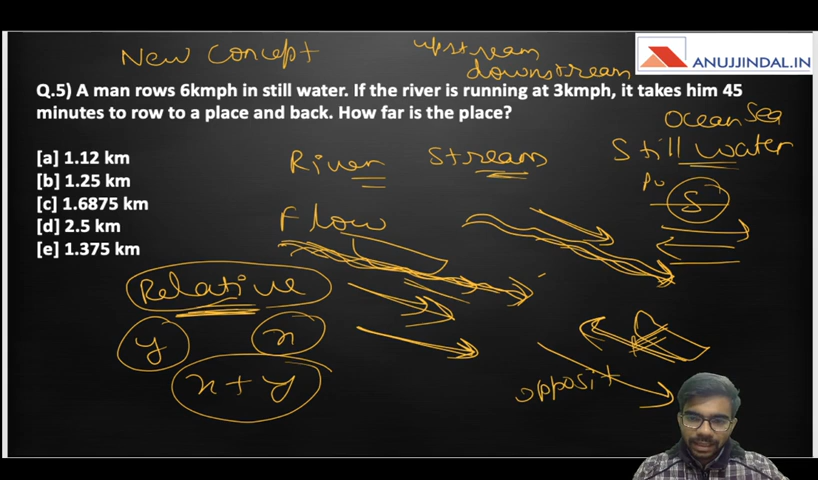 New Concept
upstream
downstream
ANUJJINDAL.IN
Q.5) A man rows 6kmph in still water. If the river is running at 3kmph, it takes him 45
minutes to row to a place and back. How far is the place?
Ocean Sea
[a] 1.12 km
[b] 1.25 km
[c] 1.6875 km
[d] 2.5 km
[e] 1.375 km
River Stream Still water
Flow
S
Relative
y x
x + y
opposit